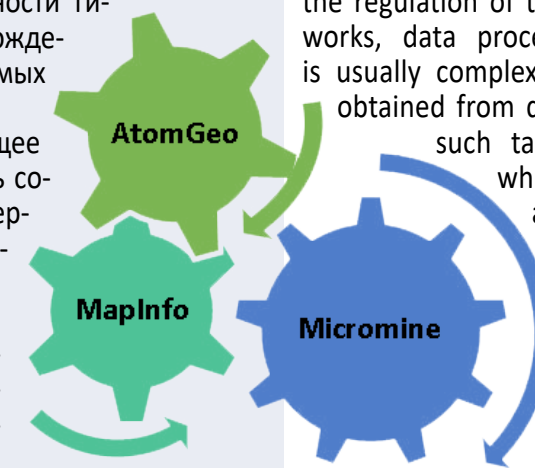 ности ти-
ожде-
мых
щее
ь со-
ер-
the regulation of t
works, data proce
is usually complex
obtained from d
such ta
wh
a
AtomGeo
MapInfo
Micromine